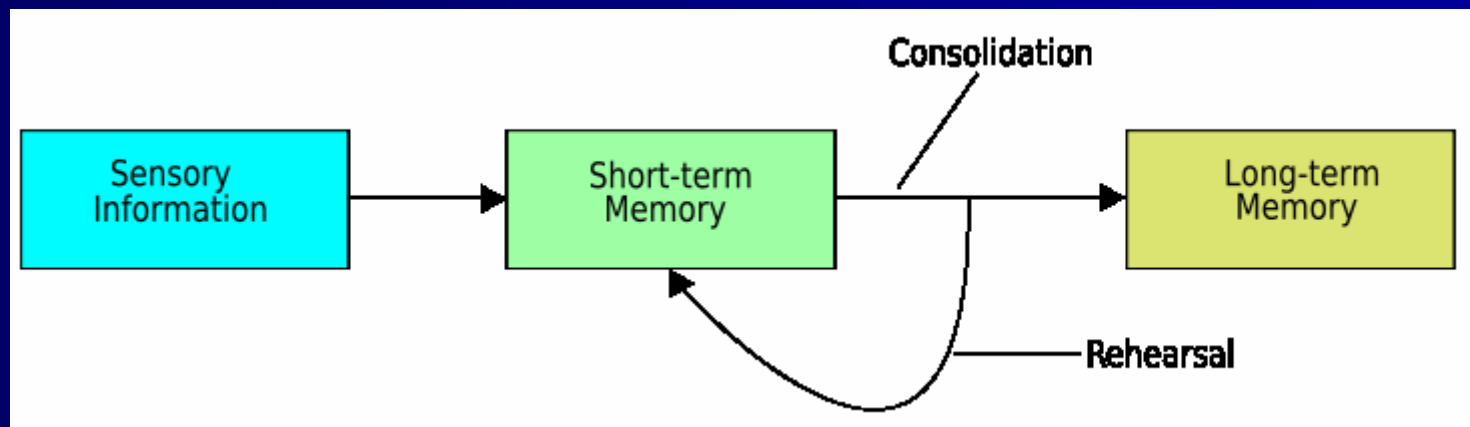 Consolidation
Sensory
Information
Short-term
Memory
Long-term
Memory
Rehearsal